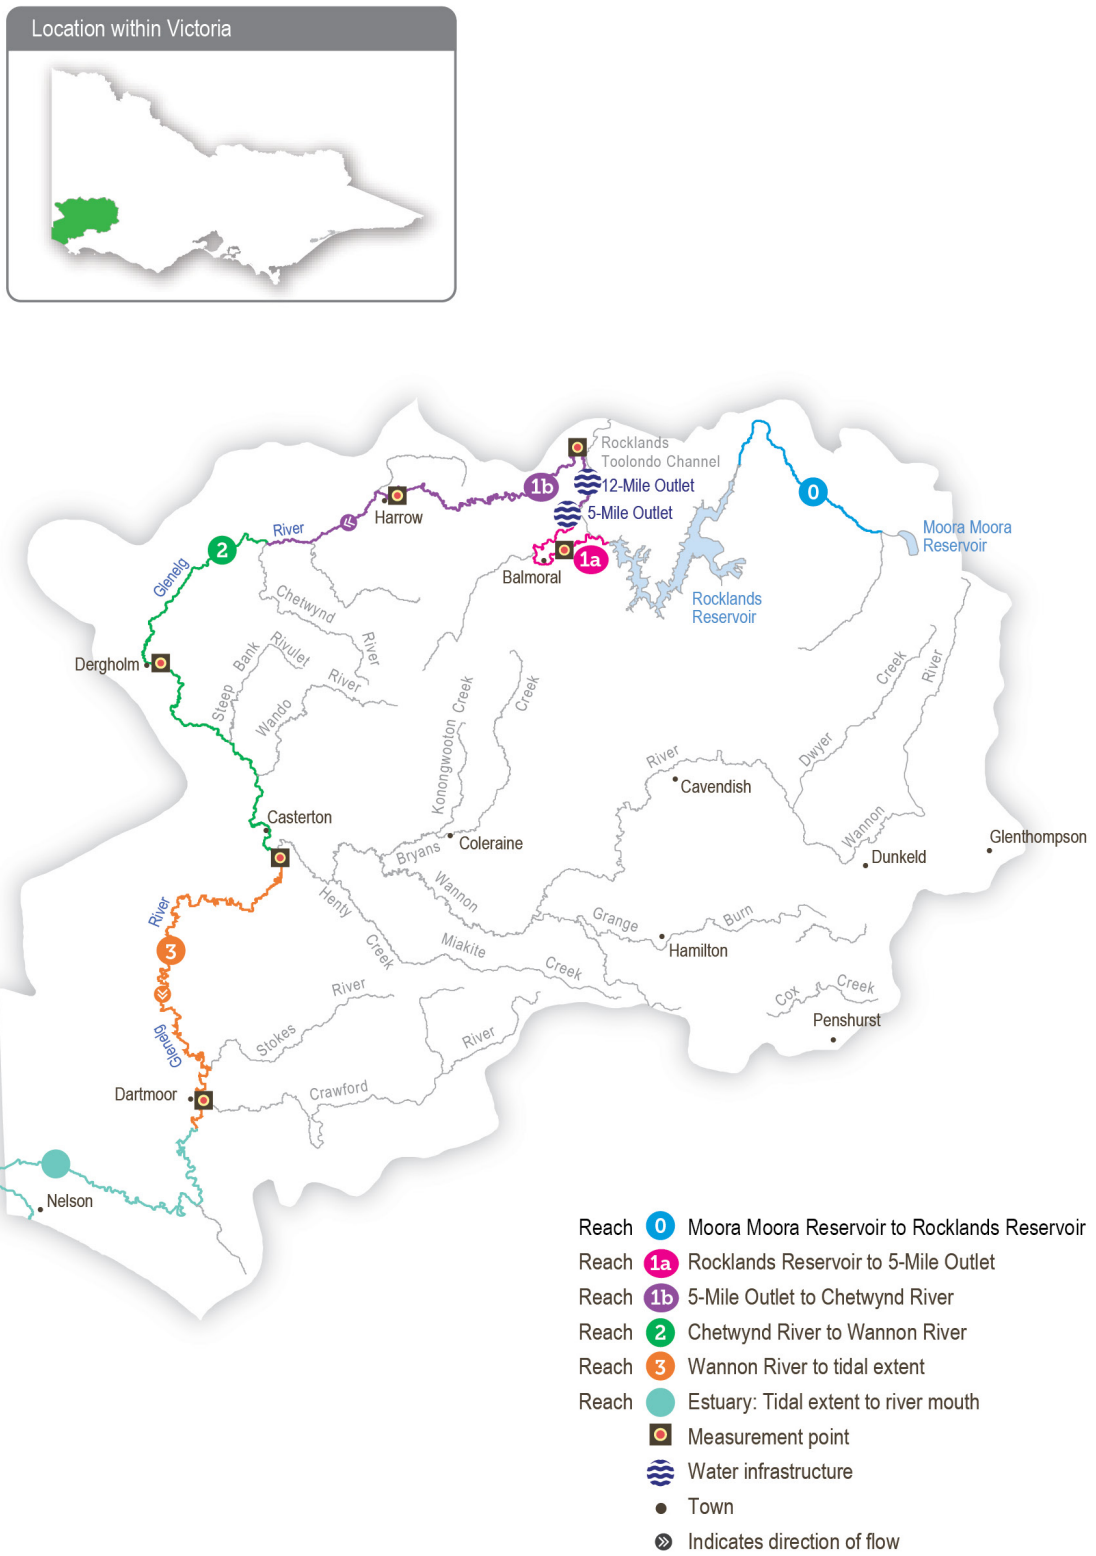 Location within Victoria
Rocklands
Toolondo Channel
12-Mile Outlet
5-Mile Outlet
1b
0
Harrow
River
Moora Moora
Reservoir
2
1a
Balmoral
Glenelg
Rocklands
Reservoir
Chetwynd
River
Dergholm
Steep
Bank
Rivulet
Wando
River
Konongwooton
Creek
Creek
Dwyer
Creek
River
River
Cavendish
Casterton
Bryans
Coleraine
Wannon
Dunkeld
Glenthompson
Henty
Creek
Wannon
Grange
Burn
Hamilton
River
3
Miakite
Creek
Cox
Creek
Penshurst
Glenelg
Stokes
River
River
Crawford
Dartmoor
Nelson
Reach 0 Moora Moora Reservoir to Rocklands Reservoir
Reach 1a Rocklands Reservoir to 5-Mile Outlet
Reach 1b 5-Mile Outlet to Chetwynd River
Reach 2 Chetwynd River to Wannon River
Reach 3 Wannon River to tidal extent
Reach Estuary: Tidal extent to river mouth
Measurement point
Water infrastructure
Town
Indicates direction of flow